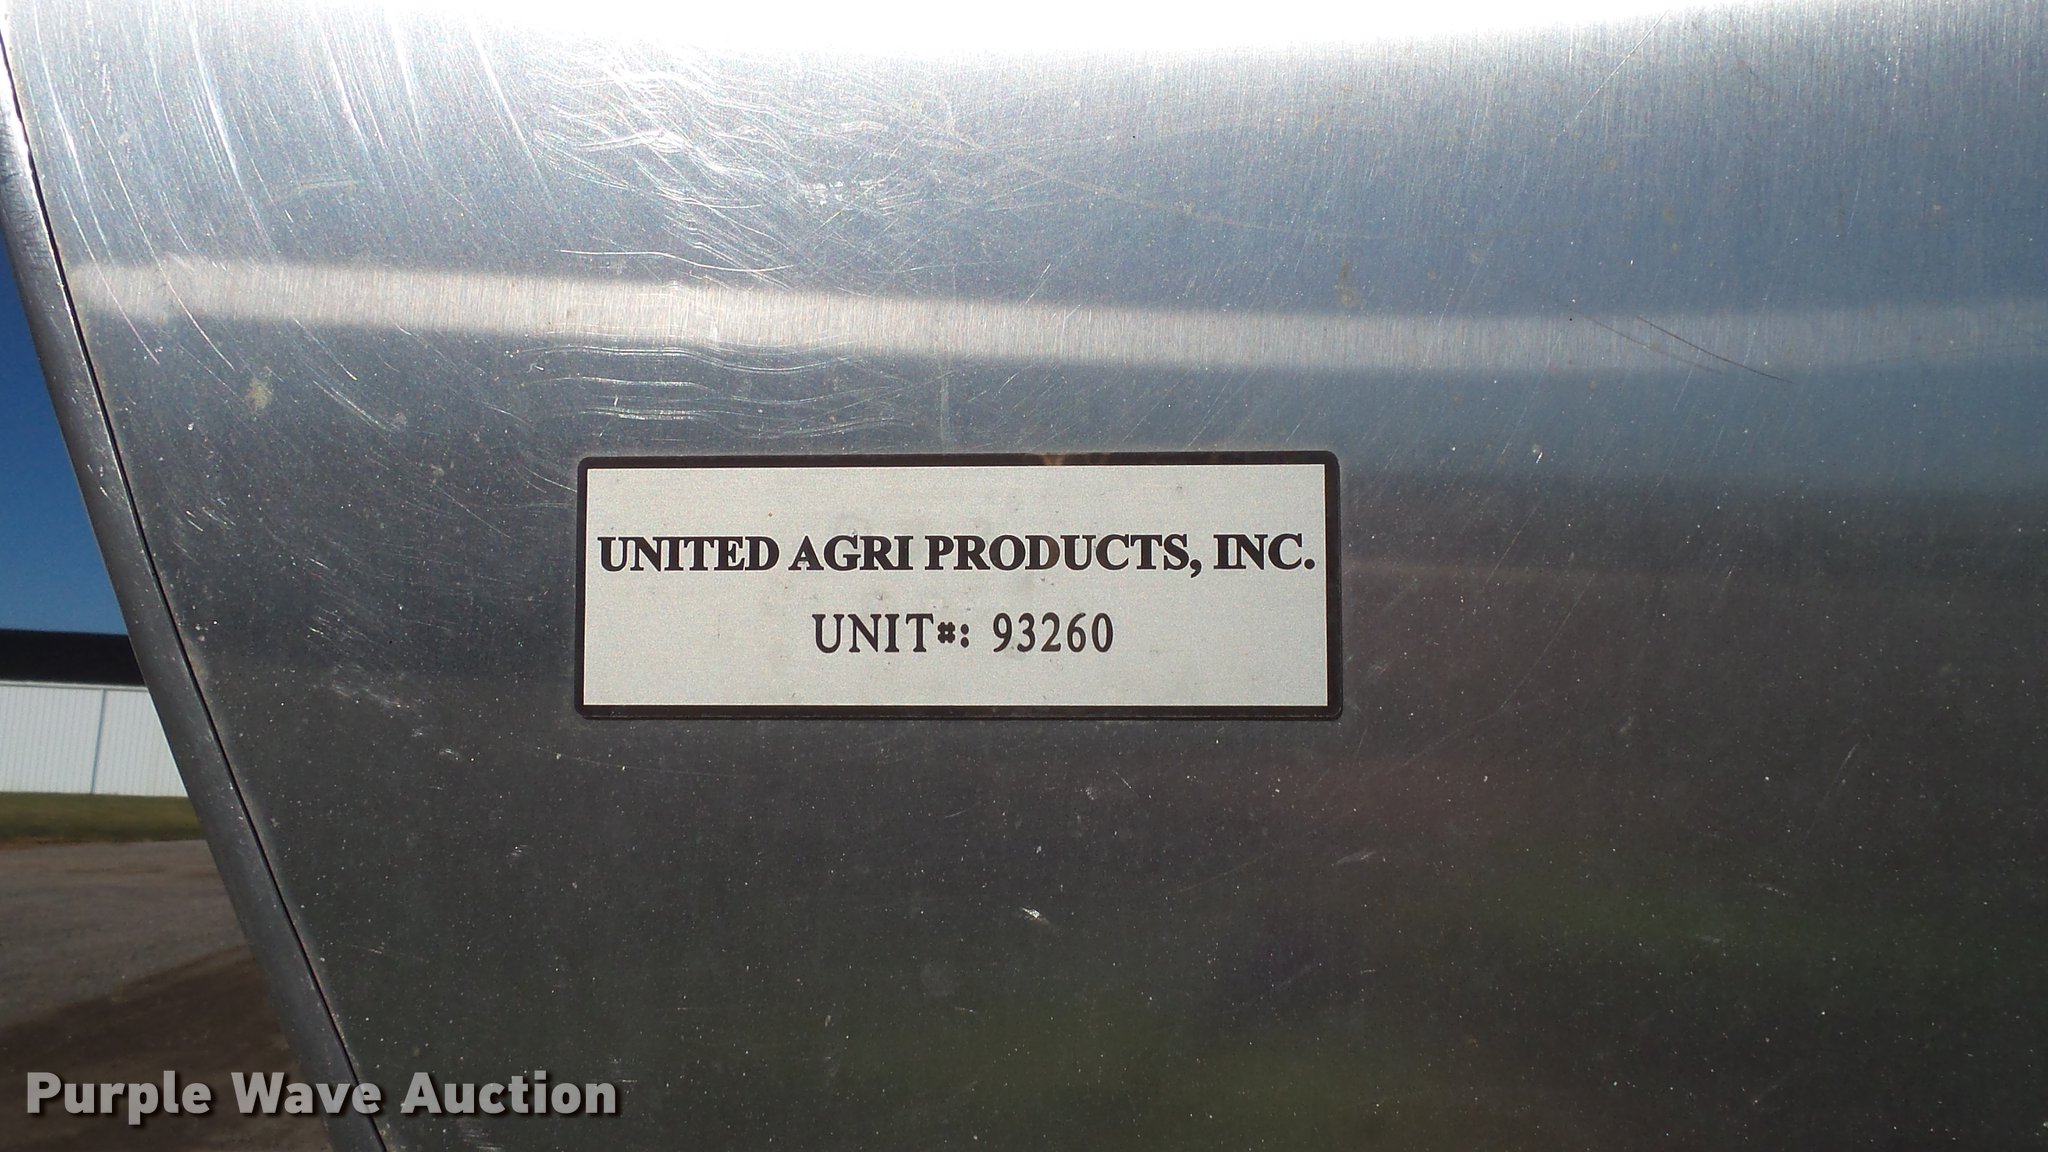 UNITED AGRI PRODUCTS, INC.
UNIT#: 93260
Purple Wave Auction